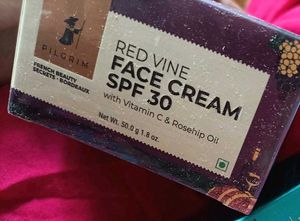 PILGRIM
FRENCH BEAUTY
SECRETS · BORDEAUX
RED VINE
FACE CREAM
SPF 30
with Vitamin C & Rosehip Oil
Net Wt. 50.0 g 1.8 oz.